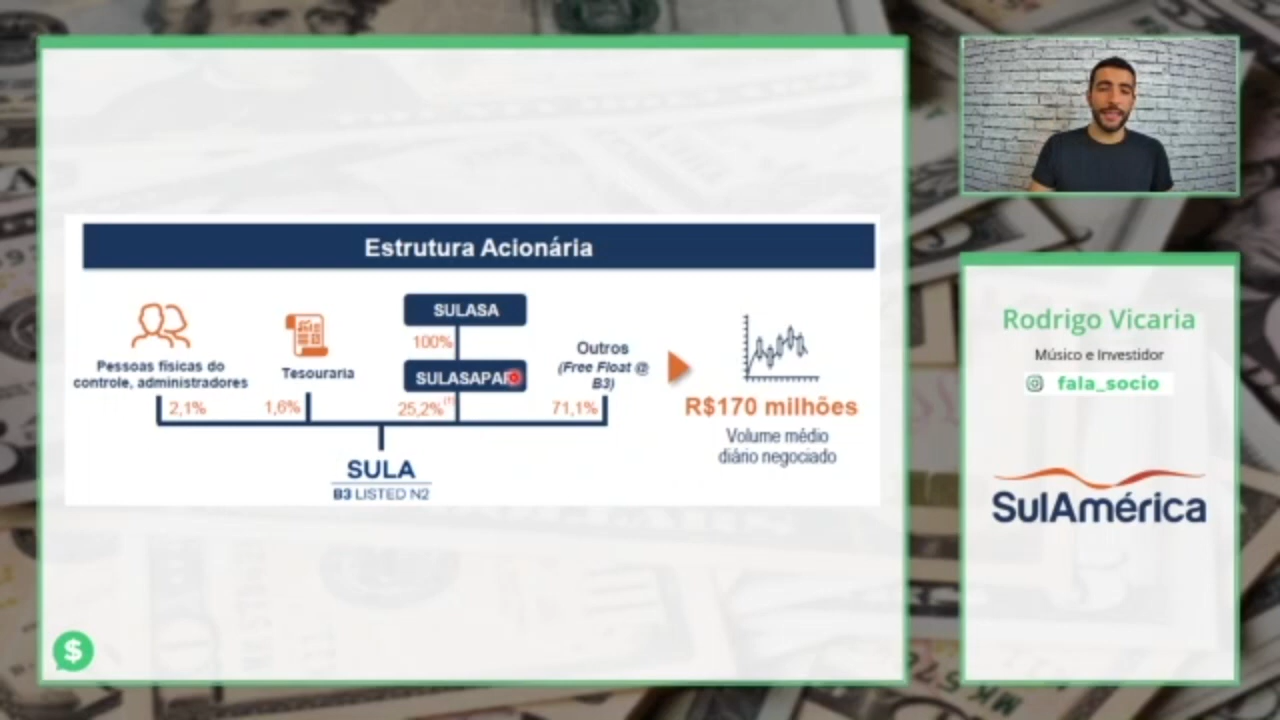 Estrutura Acionária
Pessoas físicas do
controle, administradores
2,1%
Tesouraria
1,6%
SULASA
100%
25,2%
Outros
(Free Float @
B3)
71,1%
SULA
B3 LISTED N2
R$170 milhões
Volume médio
diário negociado
$
Rodrigo Vicaria
Músico e Investidor
fala_socio
SulAmérica